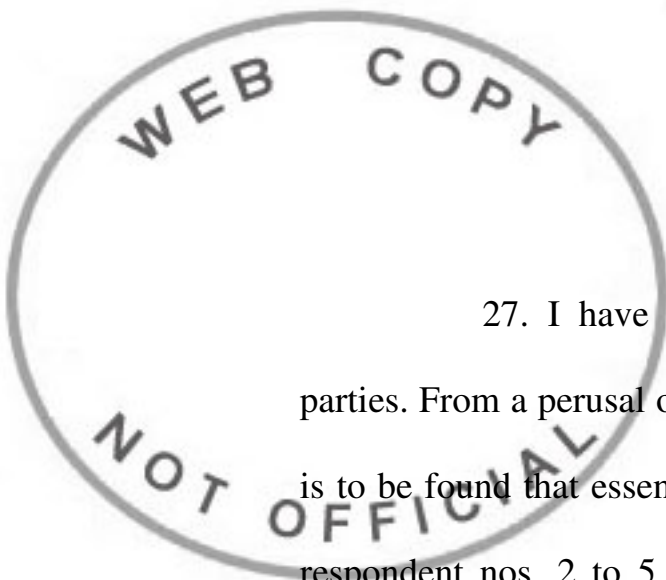 WEB COPY
27. I have
parties. From a perusal o
is to be found that essen
NOT OFFICIAL
respondent nos. 2 to 5